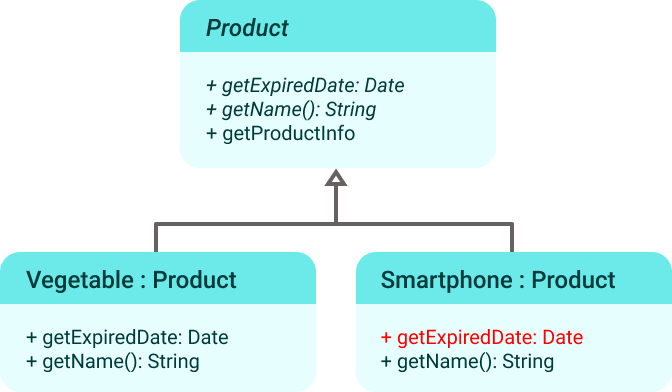 Product
+ getExpiredDate: Date
+ getName(): String
+ getProductInfo
Vegetable : Product
+ getExpiredDate: Date
+ getName(): String
Smartphone : Product
+ getExpiredDate: Date
+ getName(): String